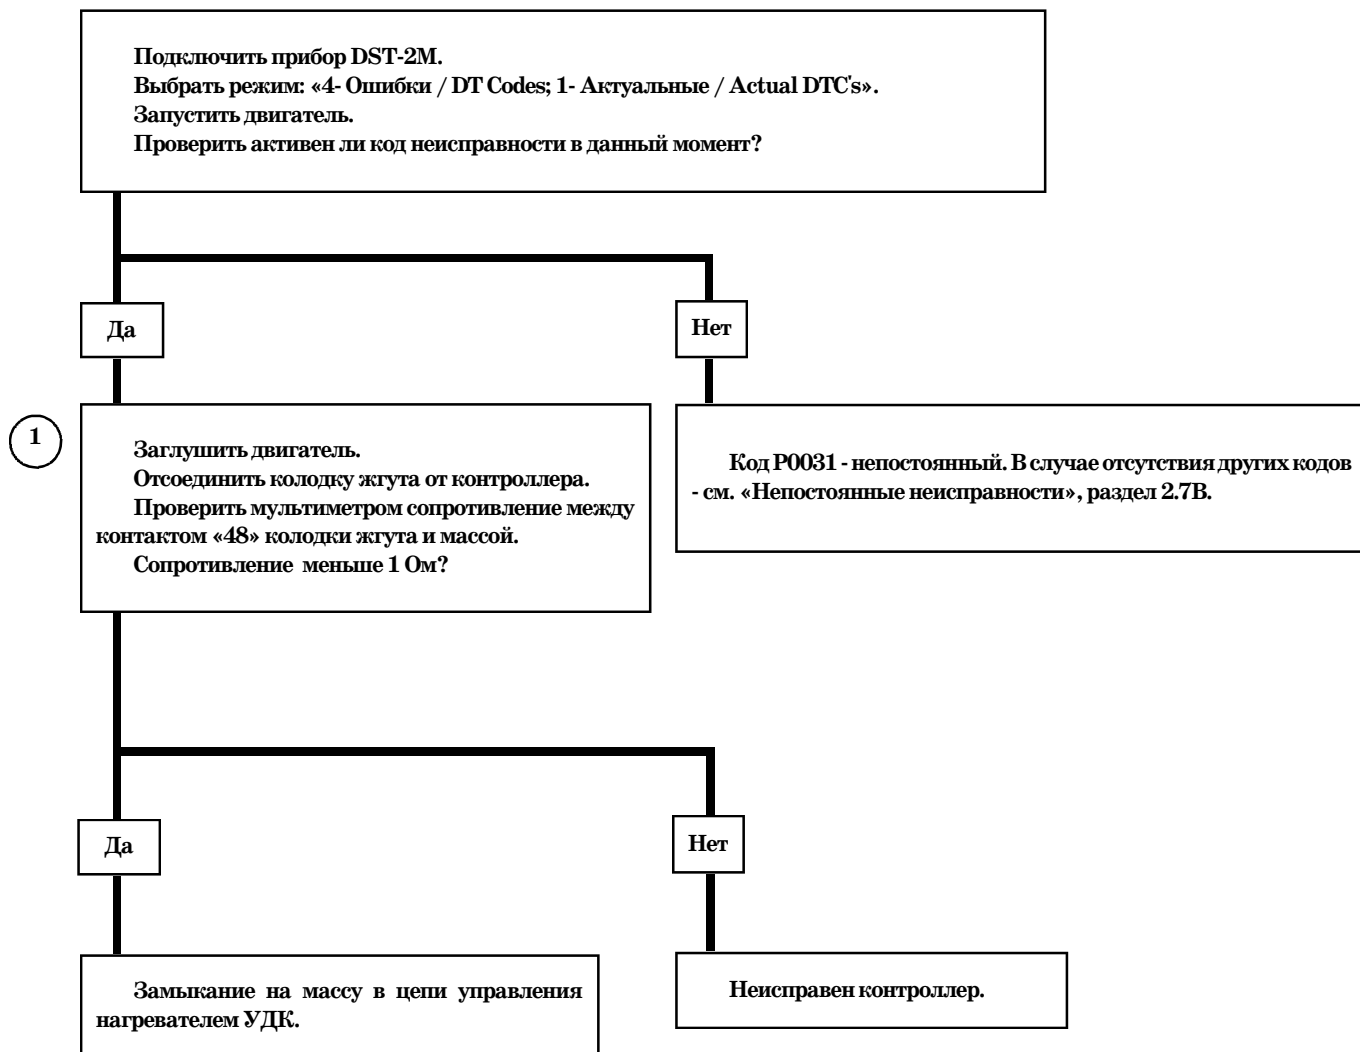 Подключить прибор DST-2M.
Выбрать режим: «4- Ошибки / DT Codes; 1- Актуальные / Actual DTC's».
Запустить двигатель.
Проверить активен ли код неисправности в данный момент?
Да
Нет
1
Заглушить двигатель.
Отсоединить колодку жгута от контроллера.
Проверить мультиметром сопротивление между
контактом «48» колодки жгута и массой.
Сопротивление меньше 1 Ом?
Код Р0031 - непостоянный. В случае отсутствия других кодов
- см. «Непостоянные неисправности», раздел 2.7В.
Да
Нет
Замыкание на массу в цепи управления
нагревателем УДК.
Неисправен контроллер.